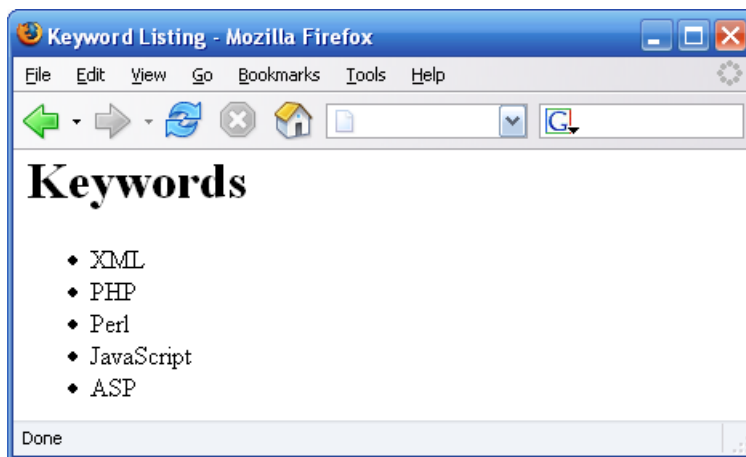 Keyword Listing - Mozilla Firefox
File Edit View Go Bookmarks Tools Help
G
Keywords
XML
PHP
Perl
JavaScript
ASP
Done